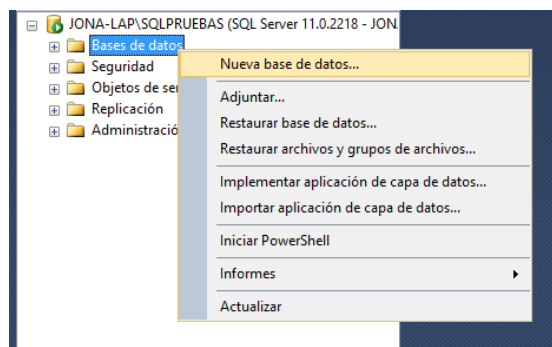 JONA-LAP\SQLPRUEBAS (SQL Server 11.0.2218 - JON
Bases de datos
Seguridad
Objetos de se
Replicación
Administració
Nueva base de datos...
Adjuntar...
Restaurar base de datos...
Restaurar archivos y grupos de archivos...
Implementar aplicación de capa de datos...
Importar aplicación de capa de datos...
Iniciar PowerShell
Informes
Actualizar